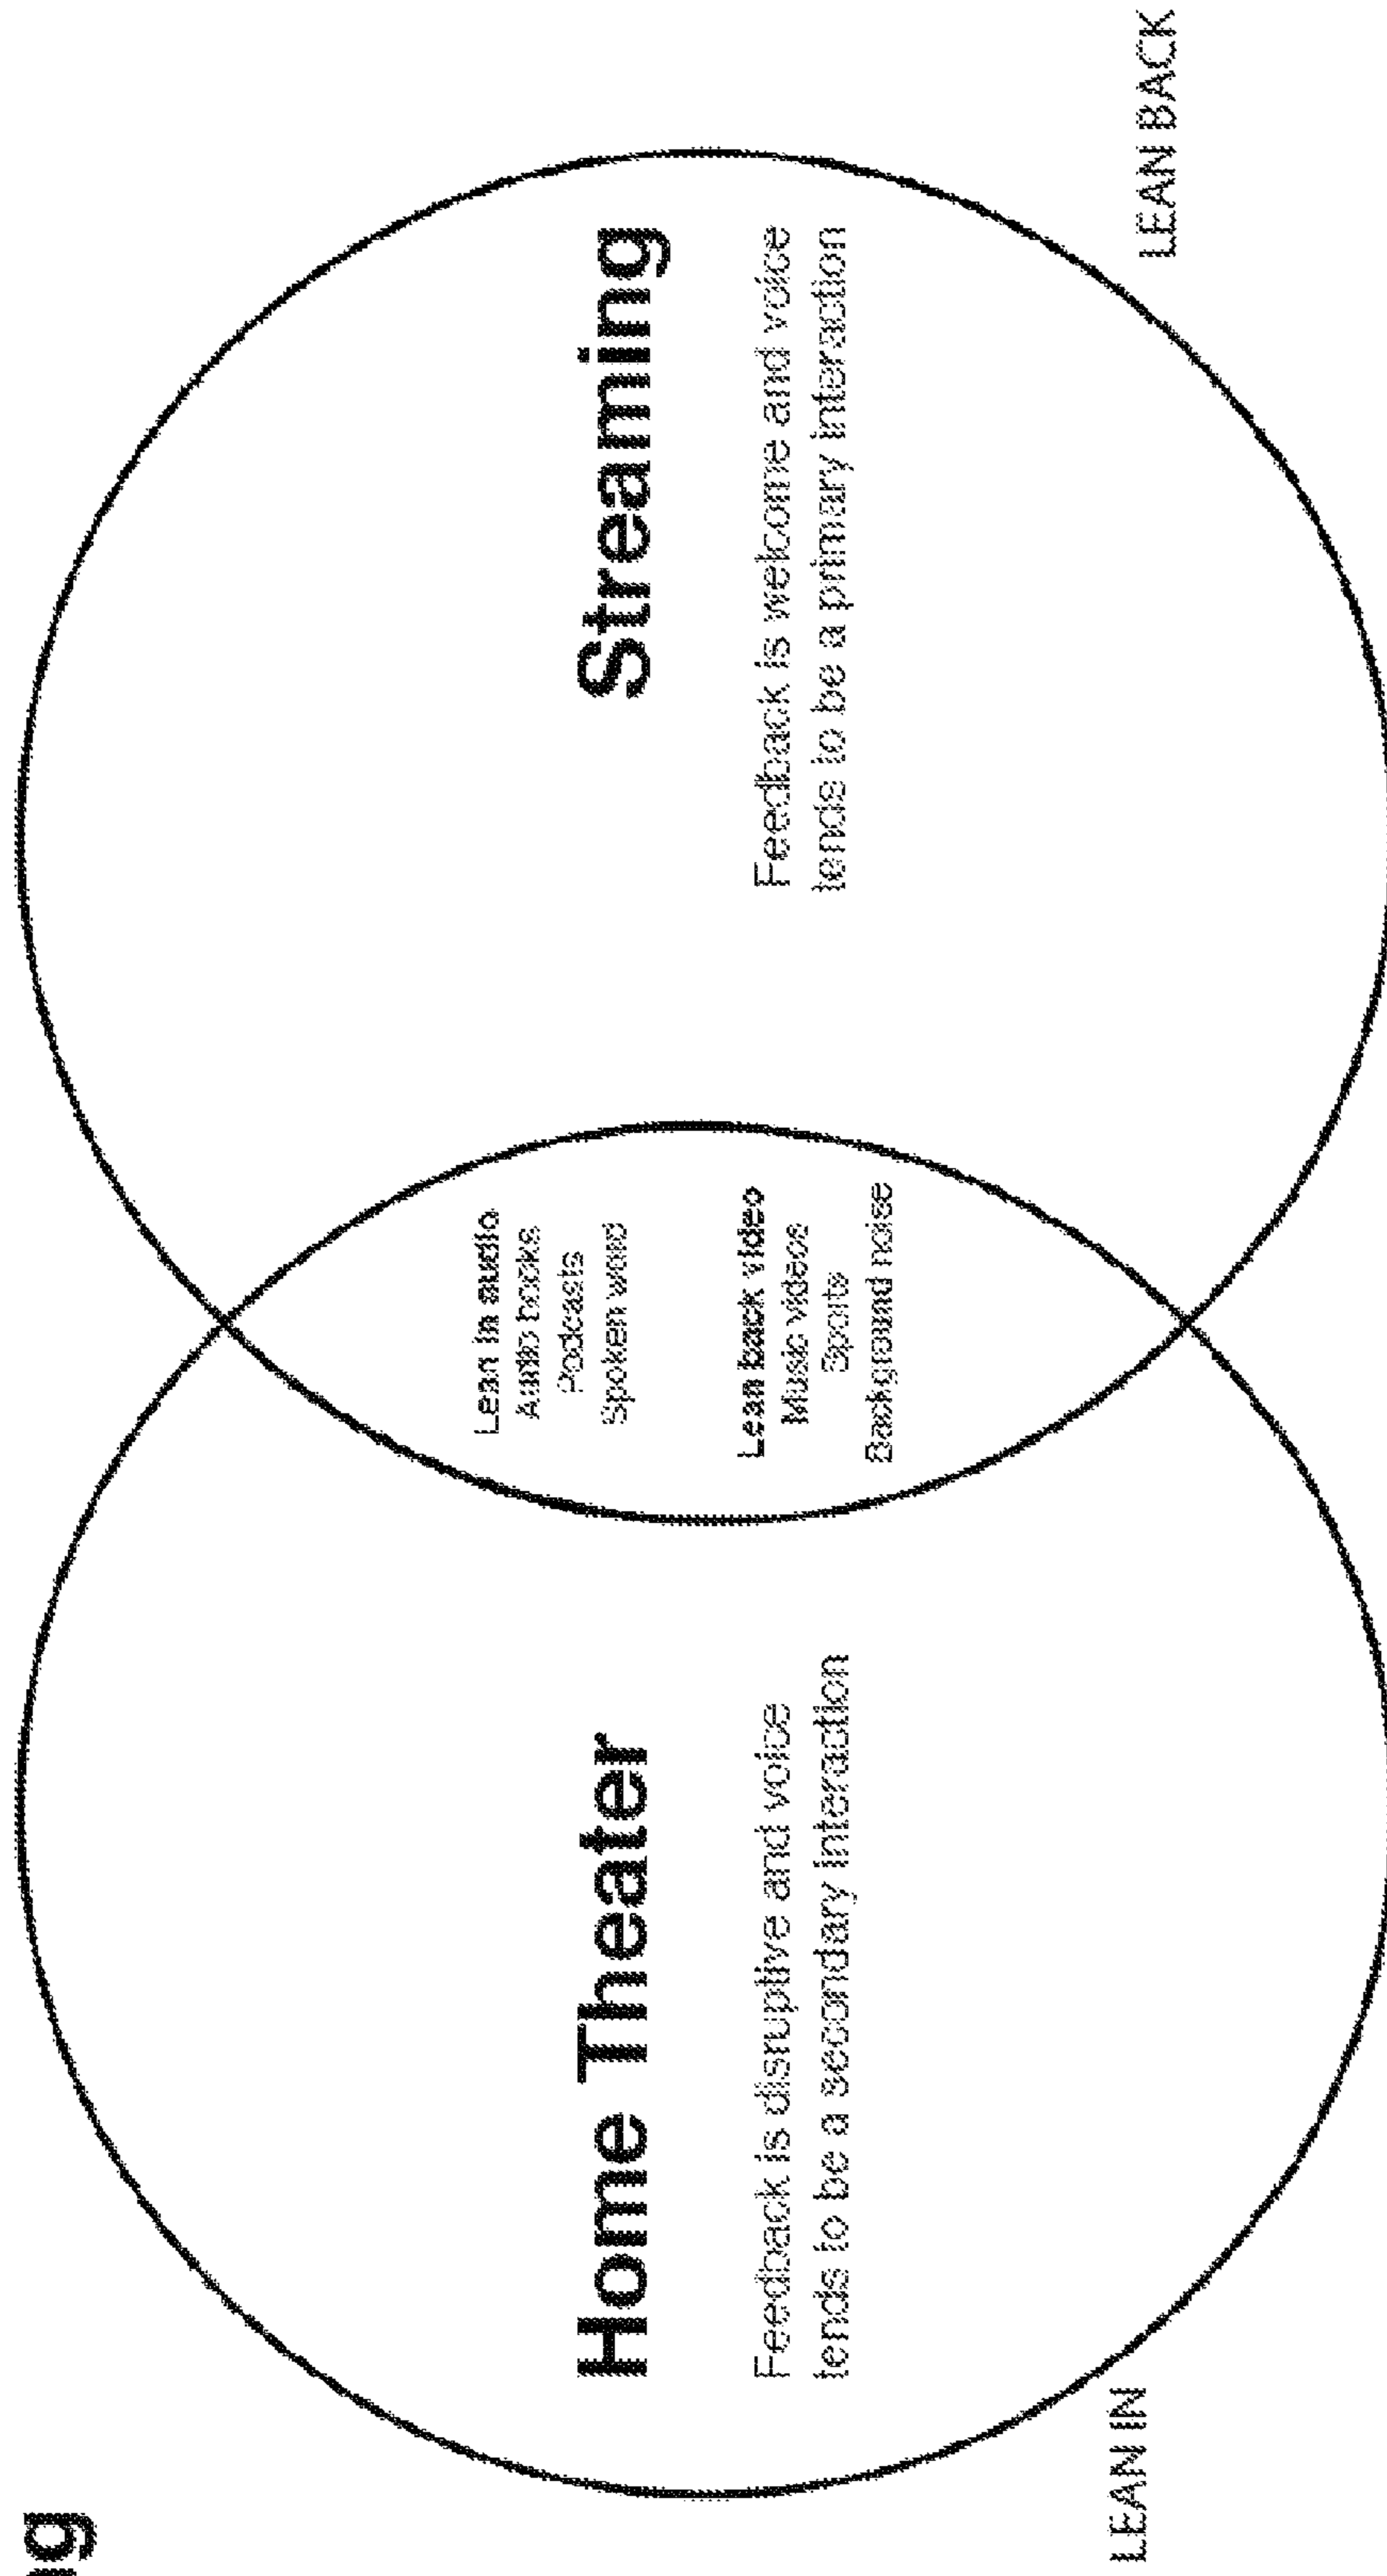 ng
Home Theater
Feedback is disruptive and voice
tends to be a secondary interaction
Lean in audio
Audio books
Podcasts
Spoken word
Lean back video
Music videos
Sports
Background noise
Streaming
Feedback is welcome and voice
tends to be a primary interaction
LEAN IN
LEAN BACK